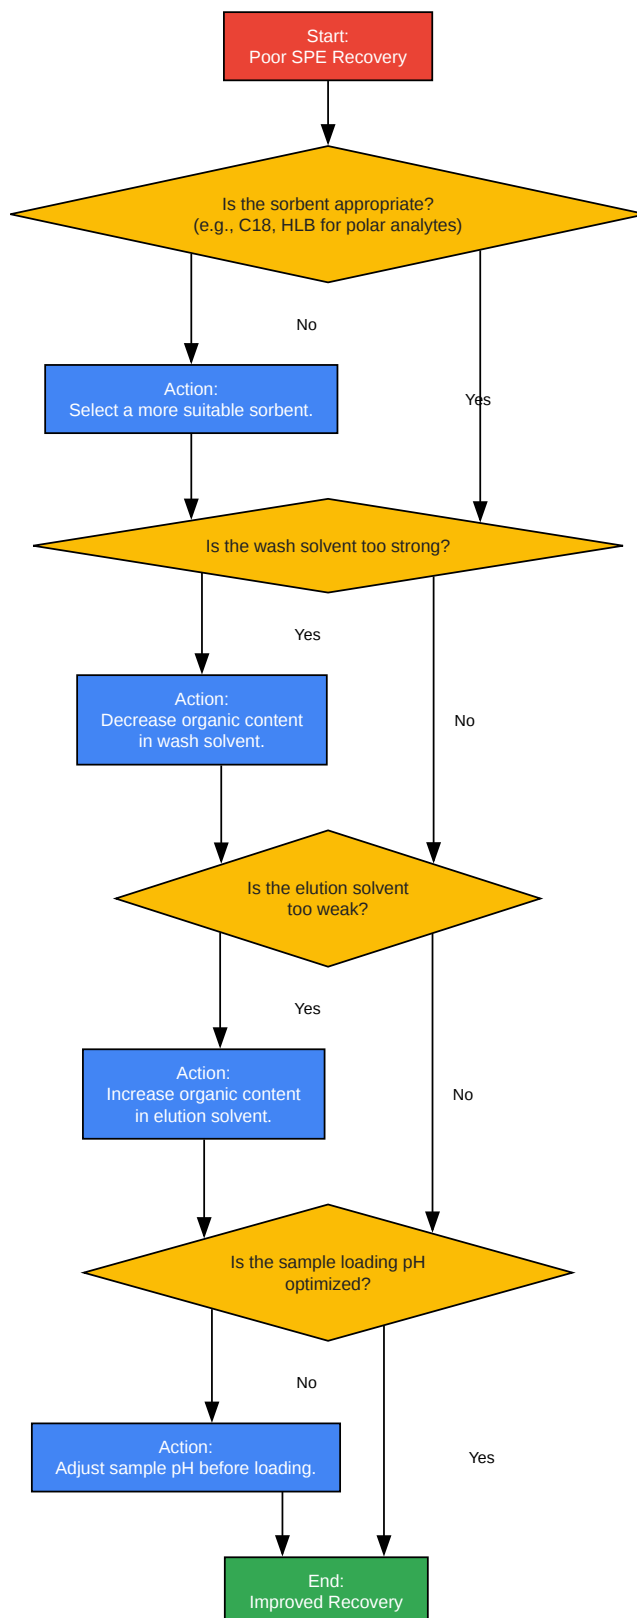 Start:
Poor SPE Recovery
Is the sorbent appropriate?
(e.g., C18, HLB for polar analytes)
No
Action:
Select a more suitable sorbent.
Yes
Is the wash solvent too strong?
Yes
Action:
Decrease organic content
in wash solvent.
No
Is the elution solvent
too weak?
Yes
Action:
Increase organic content
in elution solvent.
No
Is the sample loading pH
optimized?
No
Action:
Adjust sample pH before loading.
Yes
End:
Improved Recovery